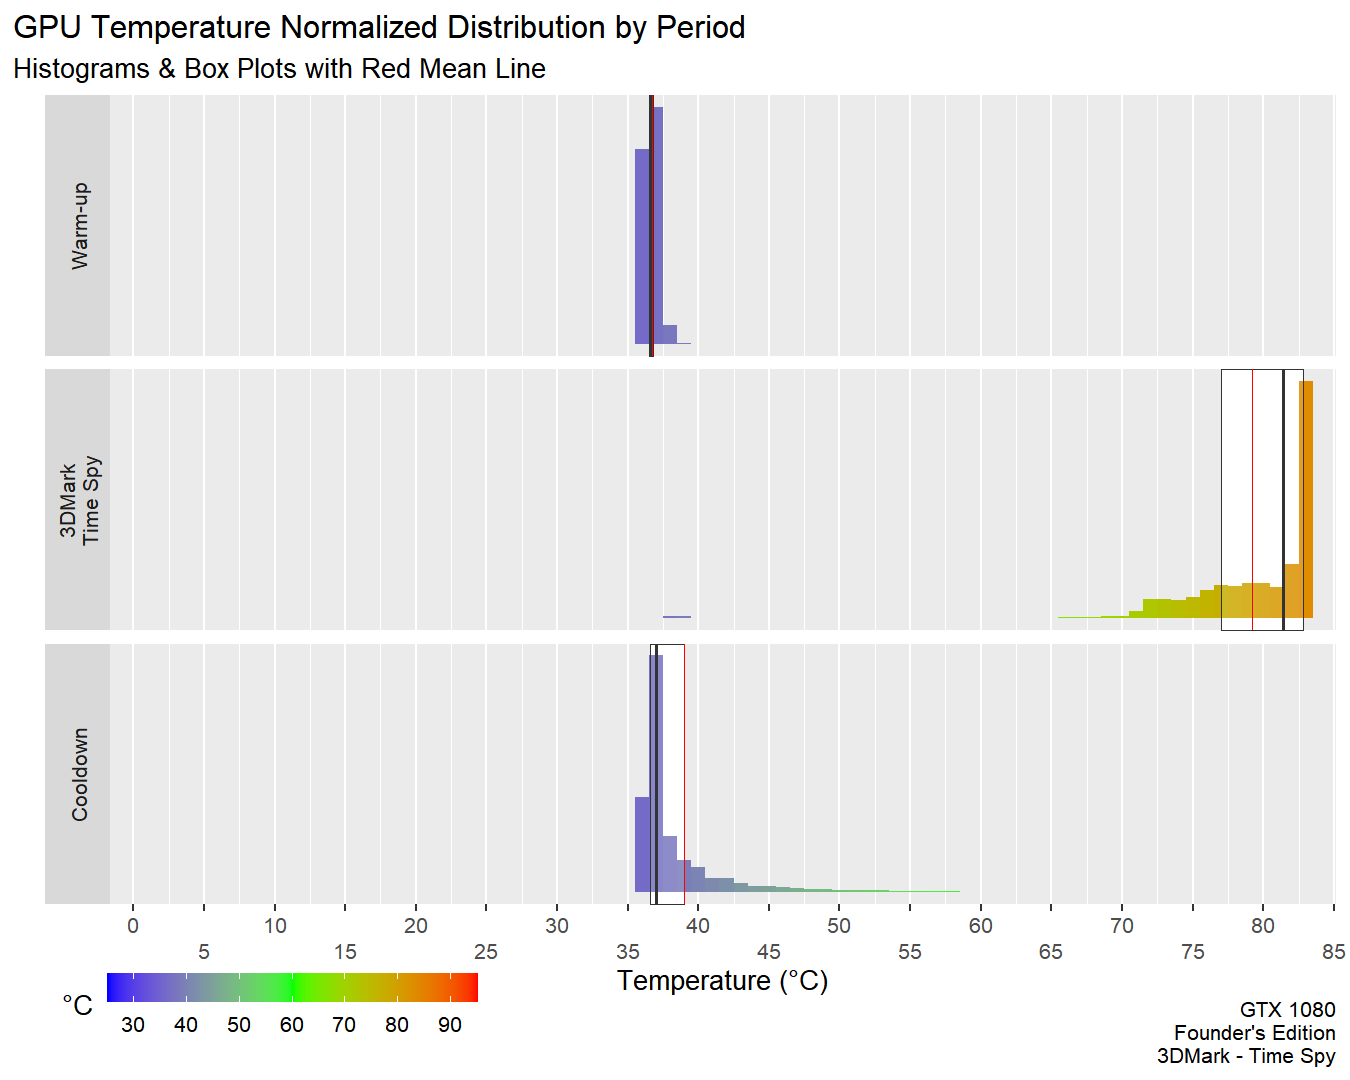 GPU Temperature Normalized Distribution by Period
Histograms & Box Plots with Red Mean Line
Warm-up
3DMark
Time Spy
Cooldown
0 10 20 30 40 50 60 70 80
5 15 25 35 45 55 65 75 85
Temperature (°C)
°C
30 40 50 60 70 80 90
GTX 1080
Founder's Edition
3DMark - Time Spy